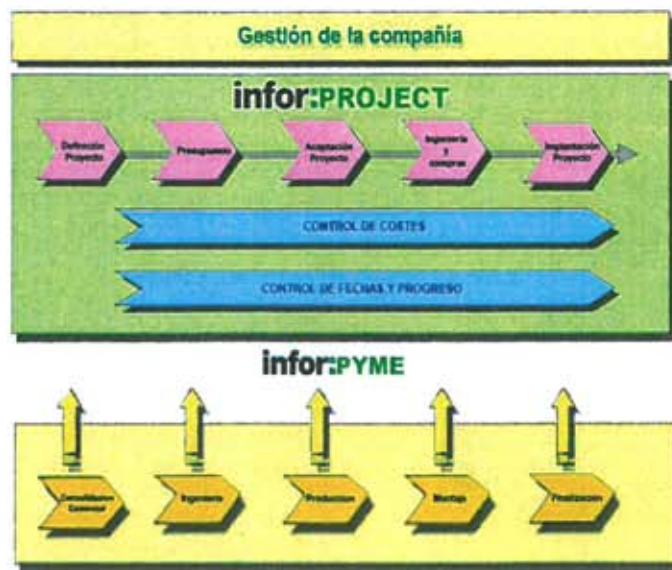 Gestión de la compañía
infor:PROJECT
Definición
Proyecto
Presupuesto
Aceptación
Proyecto
Ingeniería
y
compras
Implantación
Proyecto
CONTROL DE COSTES
CONTROL DE FECHAS Y PROGRESO
infor:PYME
Ingeniería
Produccion
Montaje
Finalización